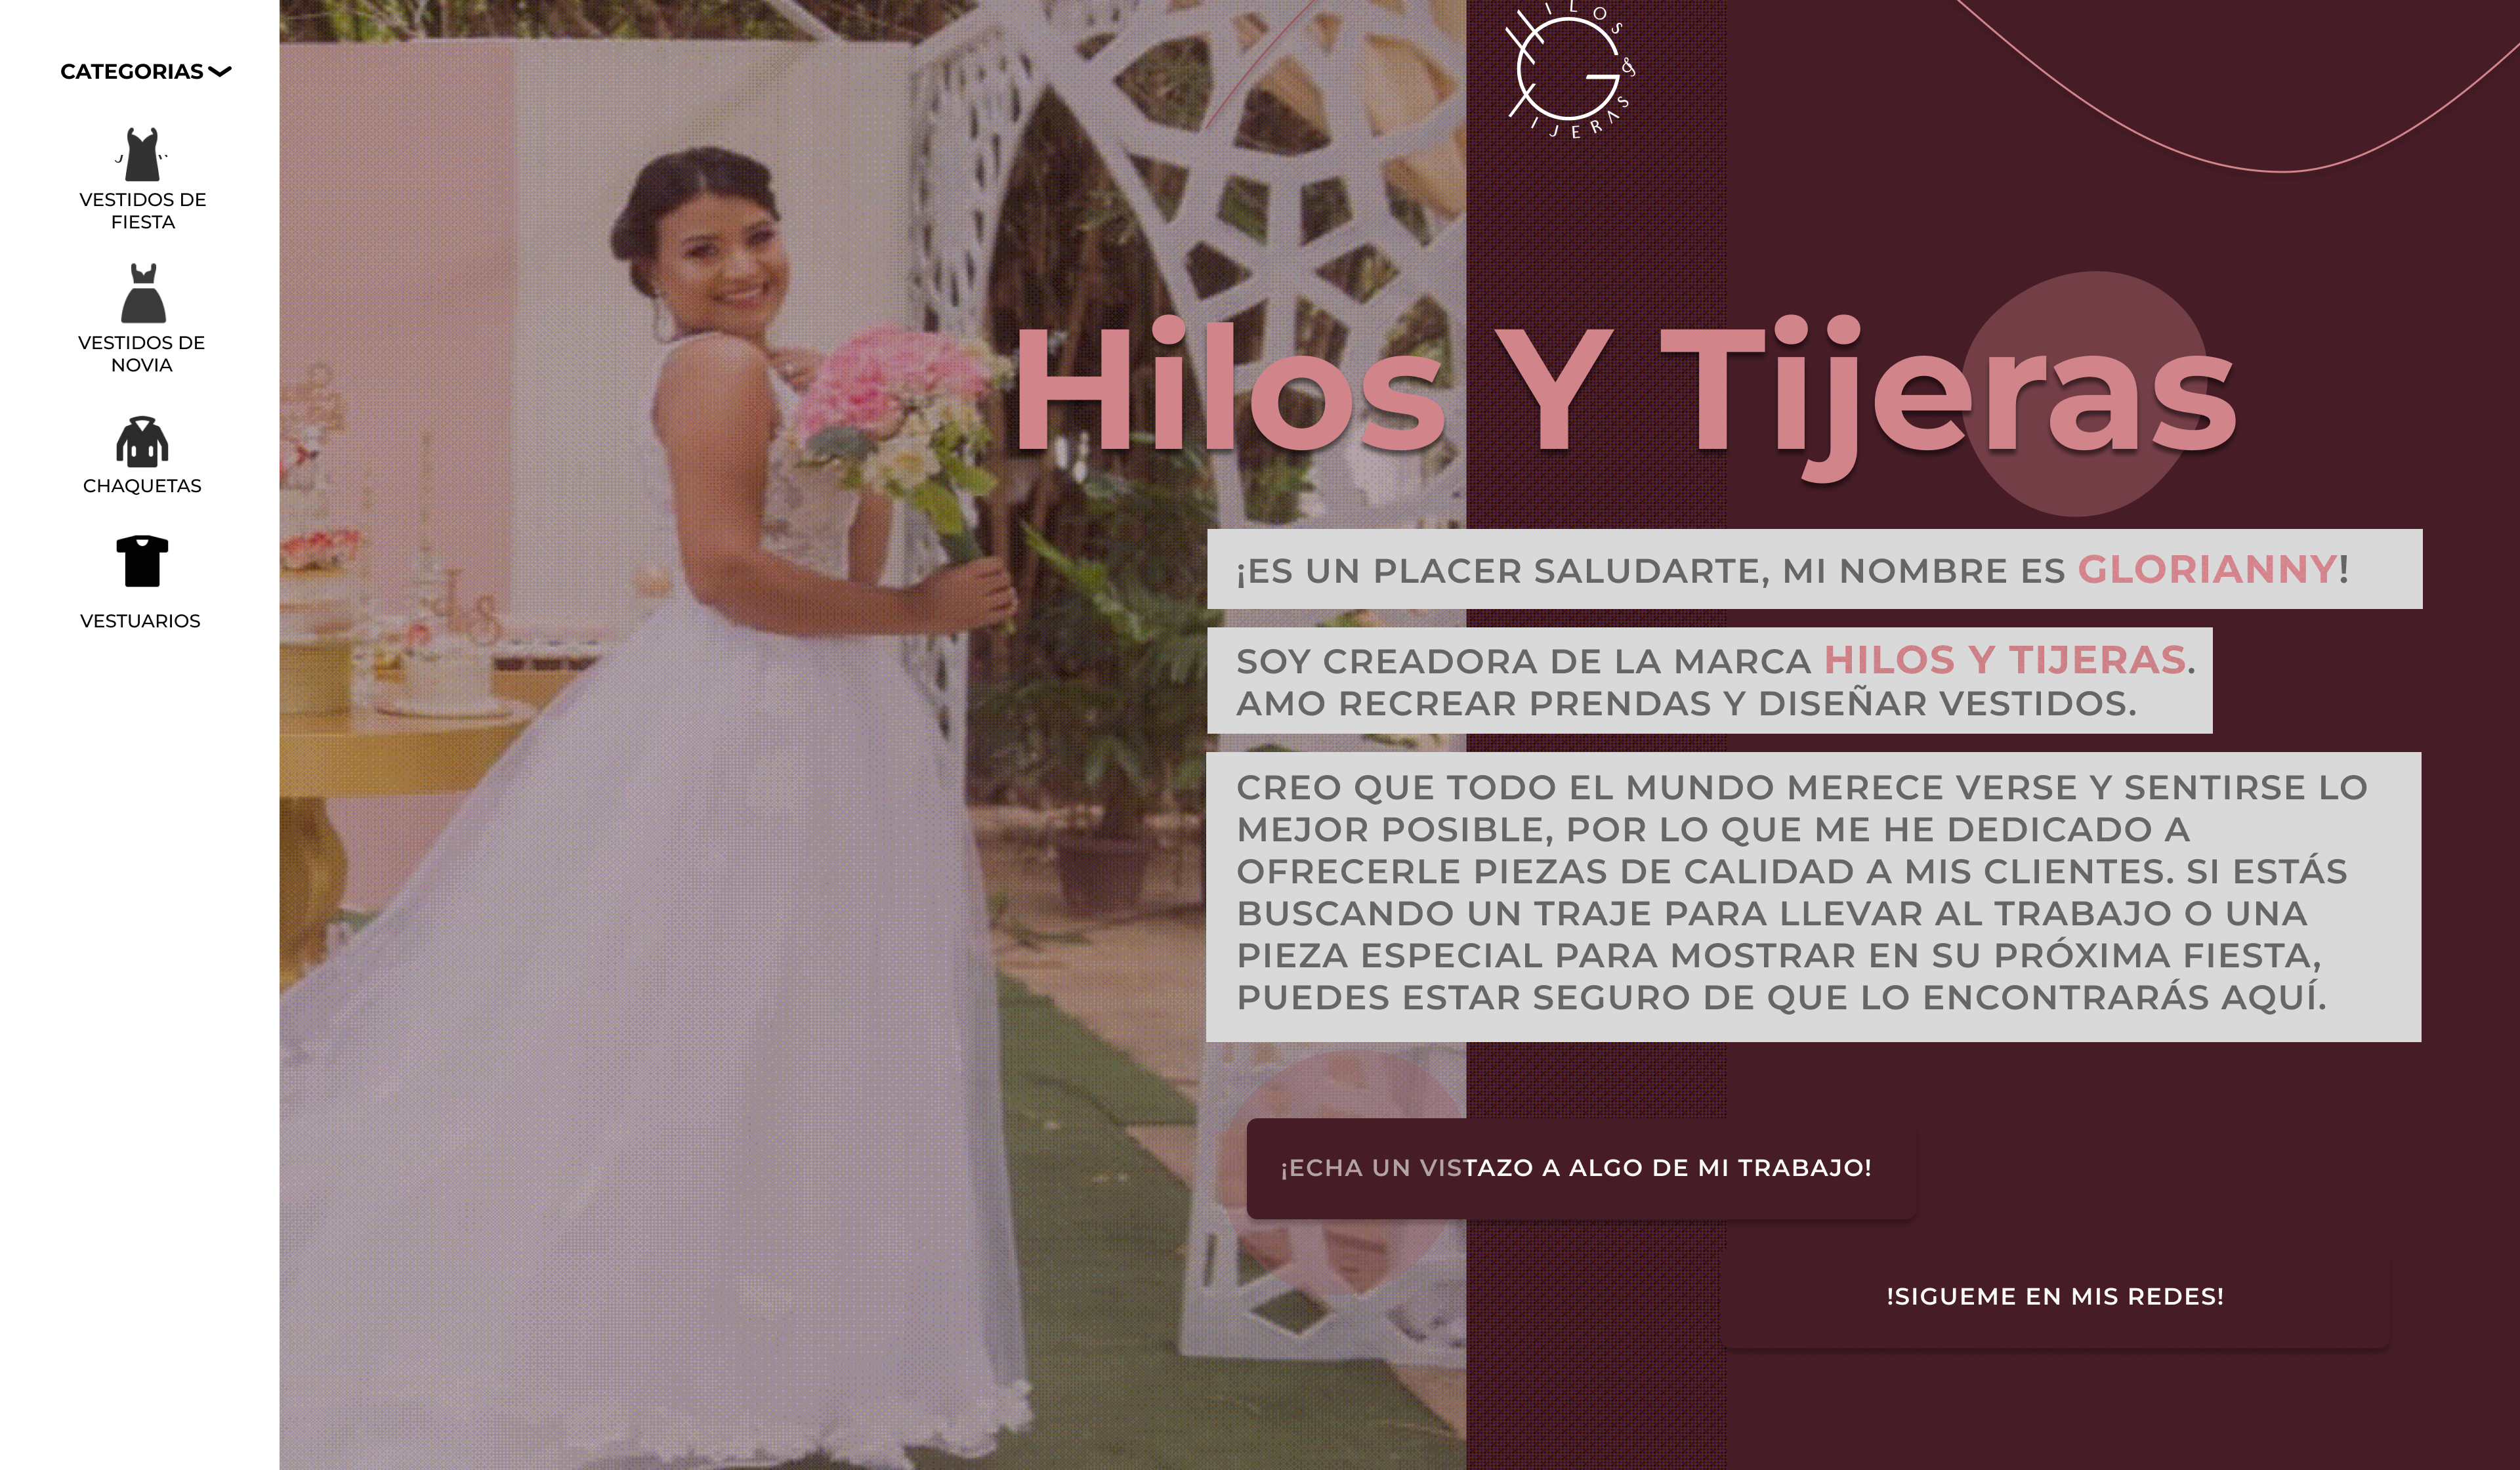 CATEGORIAS
VESTIDOS DE
FIESTA
VESTIDOS DE
NOVIA
CHAQUETAS
VESTUARIOS
HILOS & TIJERAS
G
Hilos Y Tijeras
¡ES UN PLACER SALUDARTE, MI NOMBRE ES GLORIANNY!
SOY CREADORA DE LA MARCA HILOS Y TIJERAS.
AMO RECREAR PRENDAS Y DISEÑAR VESTIDOS.
CREO QUE TODO EL MUNDO MERECE VERSE Y SENTIRSE LO
MEJOR POSIBLE, POR LO QUE ME HE DEDICADO A
OFRECERLE PIEZAS DE CALIDAD A MIS CLIENTES. SI ESTÁS
BUSCANDO UN TRAJE PARA LLEVAR AL TRABAJO O UNA
PIEZA ESPECIAL PARA MOSTRAR EN SU PRÓXIMA FIESTA,
PUEDES ESTAR SEGURO DE QUE LO ENCONTRARÁS AQUÍ.
¡ECHA UN VISTAZO A ALGO DE MI TRABAJO!
!SIGUEME EN MIS REDES!